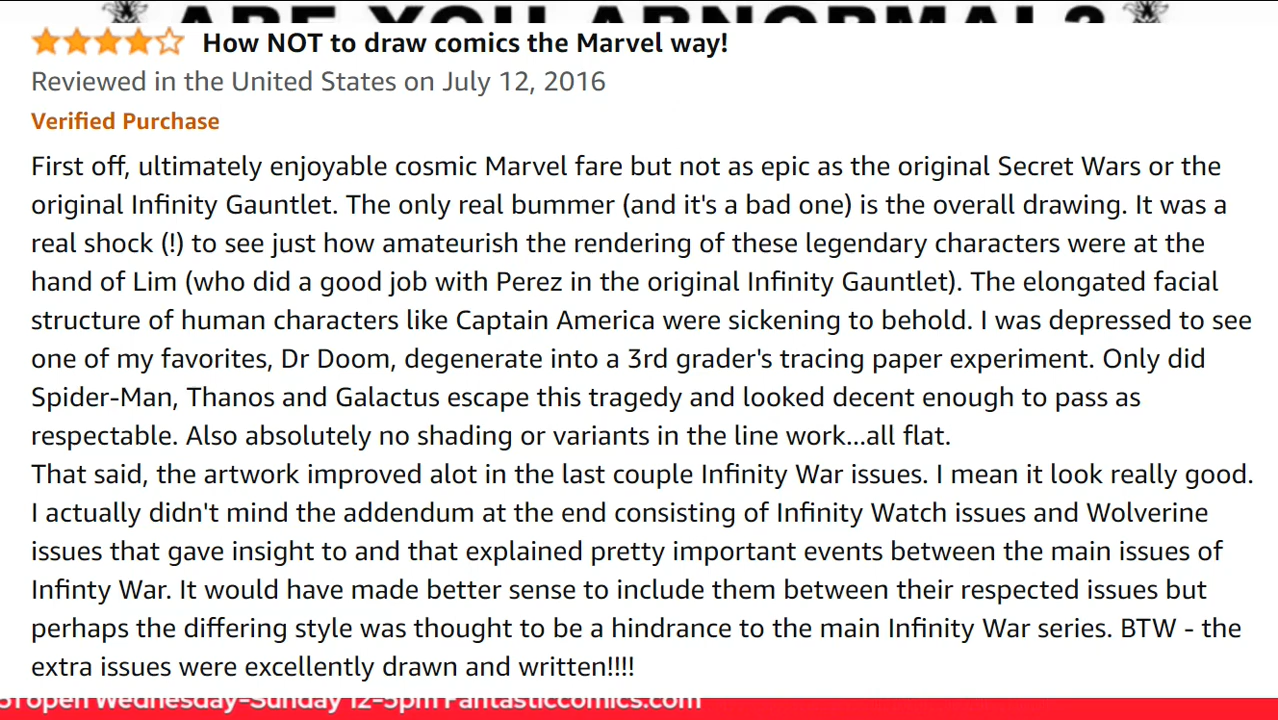 ARE YOU ABNORMAL?
How NOT to draw comics the Marvel way!
Reviewed in the United States on July 12, 2016
Verified Purchase
First off, ultimately enjoyable cosmic Marvel fare but not as epic as the original Secret Wars or the
original Infinity Gauntlet. The only real bummer (and it's a bad one) is the overall drawing. It was a
real shock (!) to see just how amateurish the rendering of these legendary characters were at the
hand of Lim (who did a good job with Perez in the original Infinity Gauntlet). The elongated facial
structure of human characters like Captain America were sickening to behold. I was depressed to see
one of my favorites, Dr Doom, degenerate into a 3rd grader's tracing paper experiment. Only did
Spider-Man, Thanos and Galactus escape this tragedy and looked decent enough to pass as
respectable. Also absolutely no shading or variants in the line work...all flat.
That said, the artwork improved alot in the last couple Infinity War issues. I mean it look really good.
I actually didn't mind the addendum at the end consisting of Infinity Watch issues and Wolverine
issues that gave insight to and that explained pretty important events between the main issues of
Infinty War. It would have made better sense to include them between their respected issues but
perhaps the differing style was thought to be a hindrance to the main Infinity War series. BTW - the
extra issues were excellently drawn and written!!!!
open Wednesday-Sunday 12-5pm Fantasticcomics.com